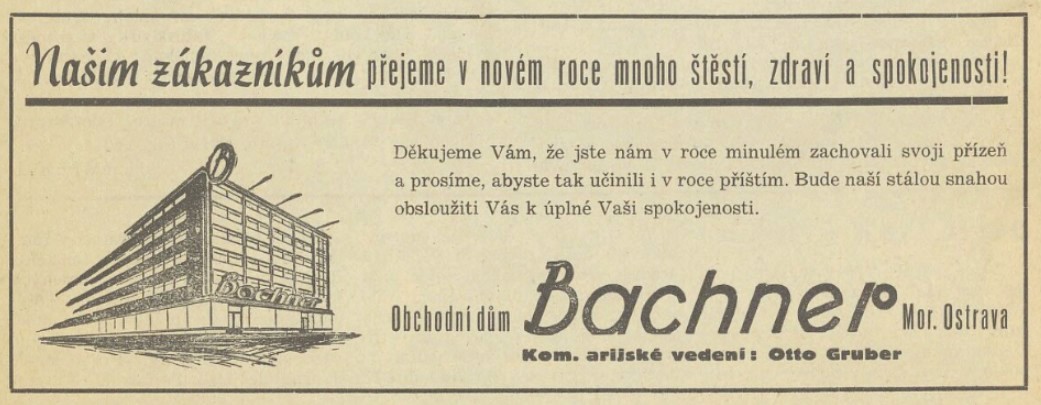 Našim zákazníkům přejeme v novém roce mnoho štěstí, zdraví a spokojenosti!
B
Děkujeme Vám, že jste nám v roce minulém zachovali svoji přízeň
a prosíme, abyste tak učinili i v roce příštím. Bude naší stálou snahou
obsloužiti Vás k úplné Vaši spokojenosti.
Bachner
Obchodní dům Bachner Mor. Ostrava
Kom. arijské vedení: Otto Gruber